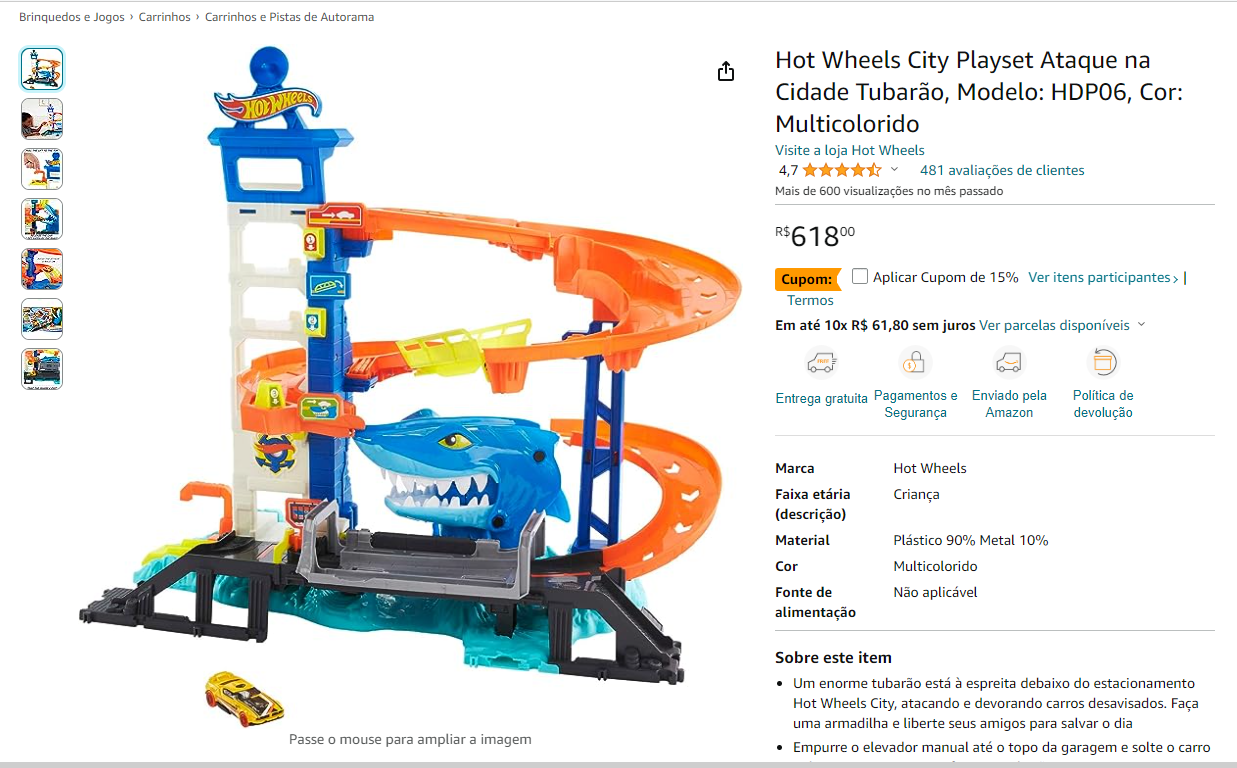 Brinquedos e Jogos › Carrinhos › Carrinhos e Pistas de Autorama
HOT WHEELS
Passe o mouse para ampliar a imagem
Hot Wheels City Playset Ataque na
Cidade Tubarão, Modelo: HDP06, Cor:
Multicolorido
Visite a loja Hot Wheels
4,7 481 avaliações de clientes
Mais de 600 visualizações no mês passado
R$61800
Cupom: Aplicar Cupom de 15% Ver itens participantes › |
Termos
Em até 10x R$ 61,80 sem juros Ver parcelas disponíveis
FREE
Entrega gratuita
Pagamentos e
Segurança
Enviado pela
Amazon
Política de
devolução
Marca Hot Wheels
Faixa etária Criança
(descrição)
Material Plástico 90% Metal 10%
Cor Multicolorido
Fonte de Não aplicável
alimentação
Sobre este item
• Um enorme tubarão está à espreita debaixo do estacionamento
Hot Wheels City, atacando e devorando carros desavisados. Faça
uma armadilha e liberte seus amigos para salvar o dia
• Empurre o elevador manual até o topo da garagem e solte o carro